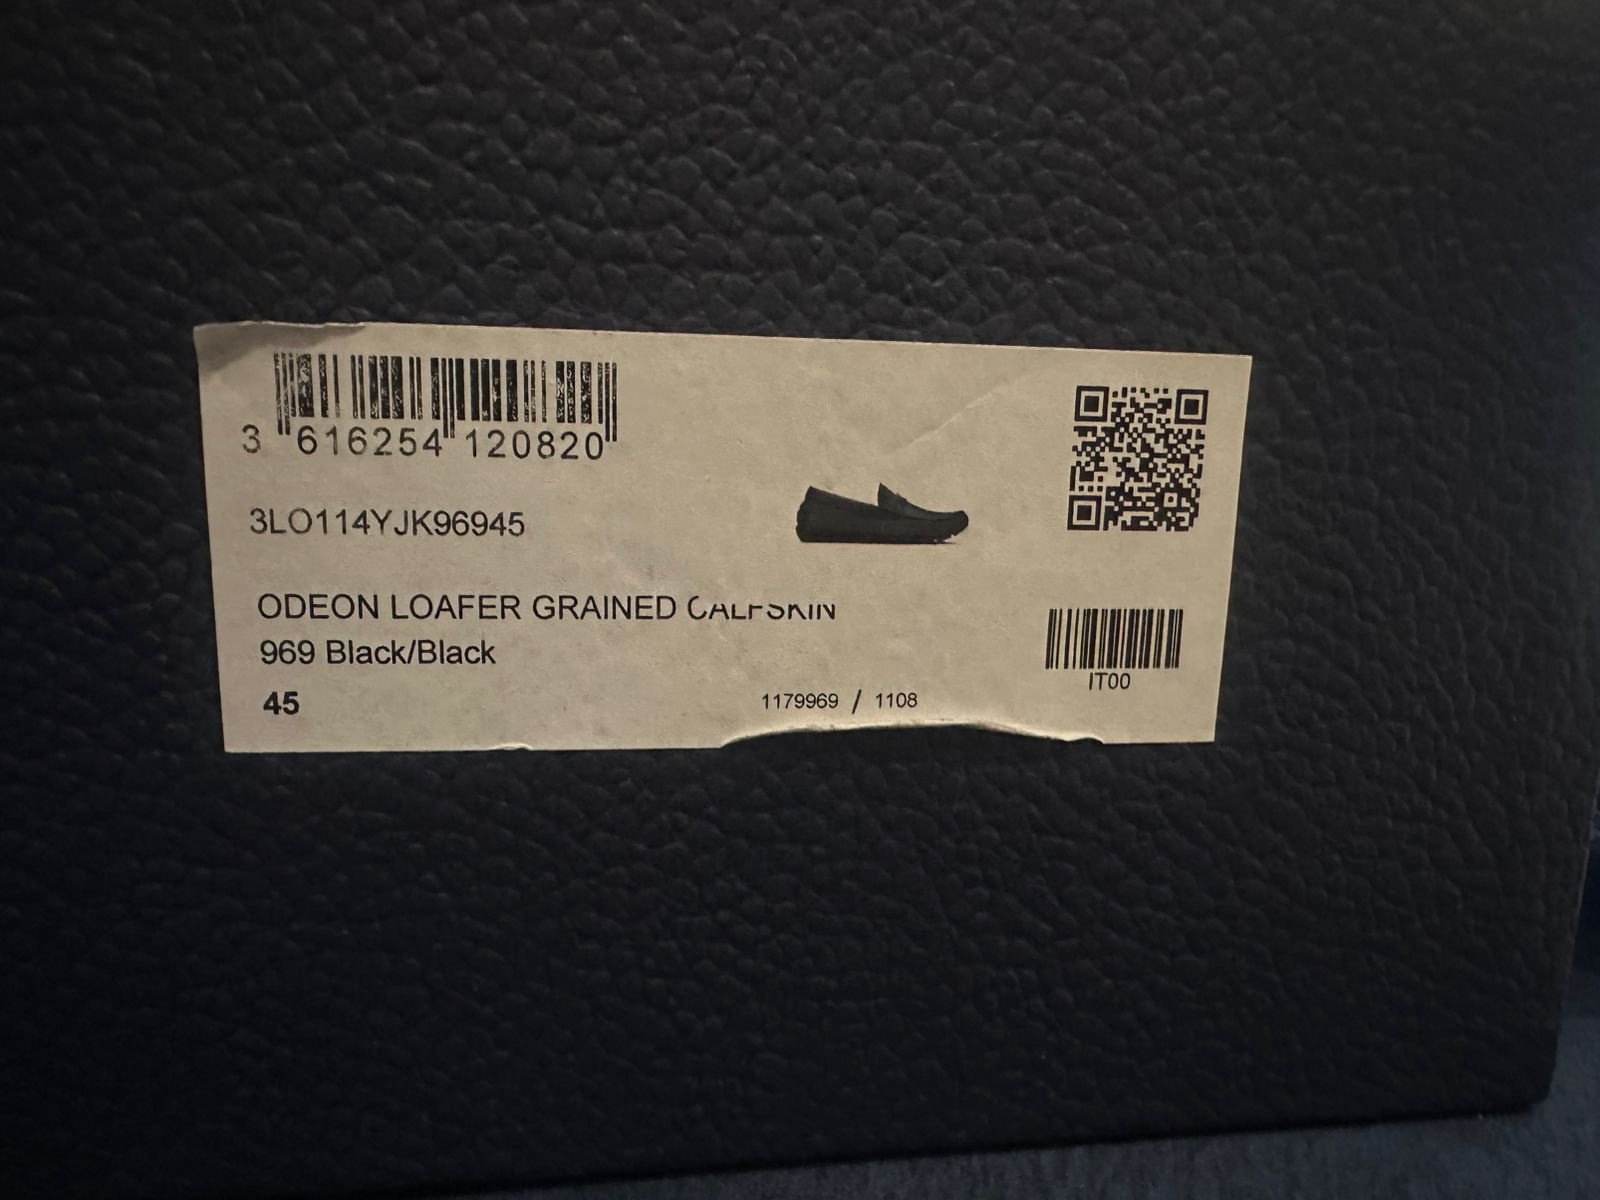 3 616254 120820
3LO114YJK96945
ODEON LOAFER GRAINED CALFSKIN
969 Black/Black
45
1179969 / 1108
IT00